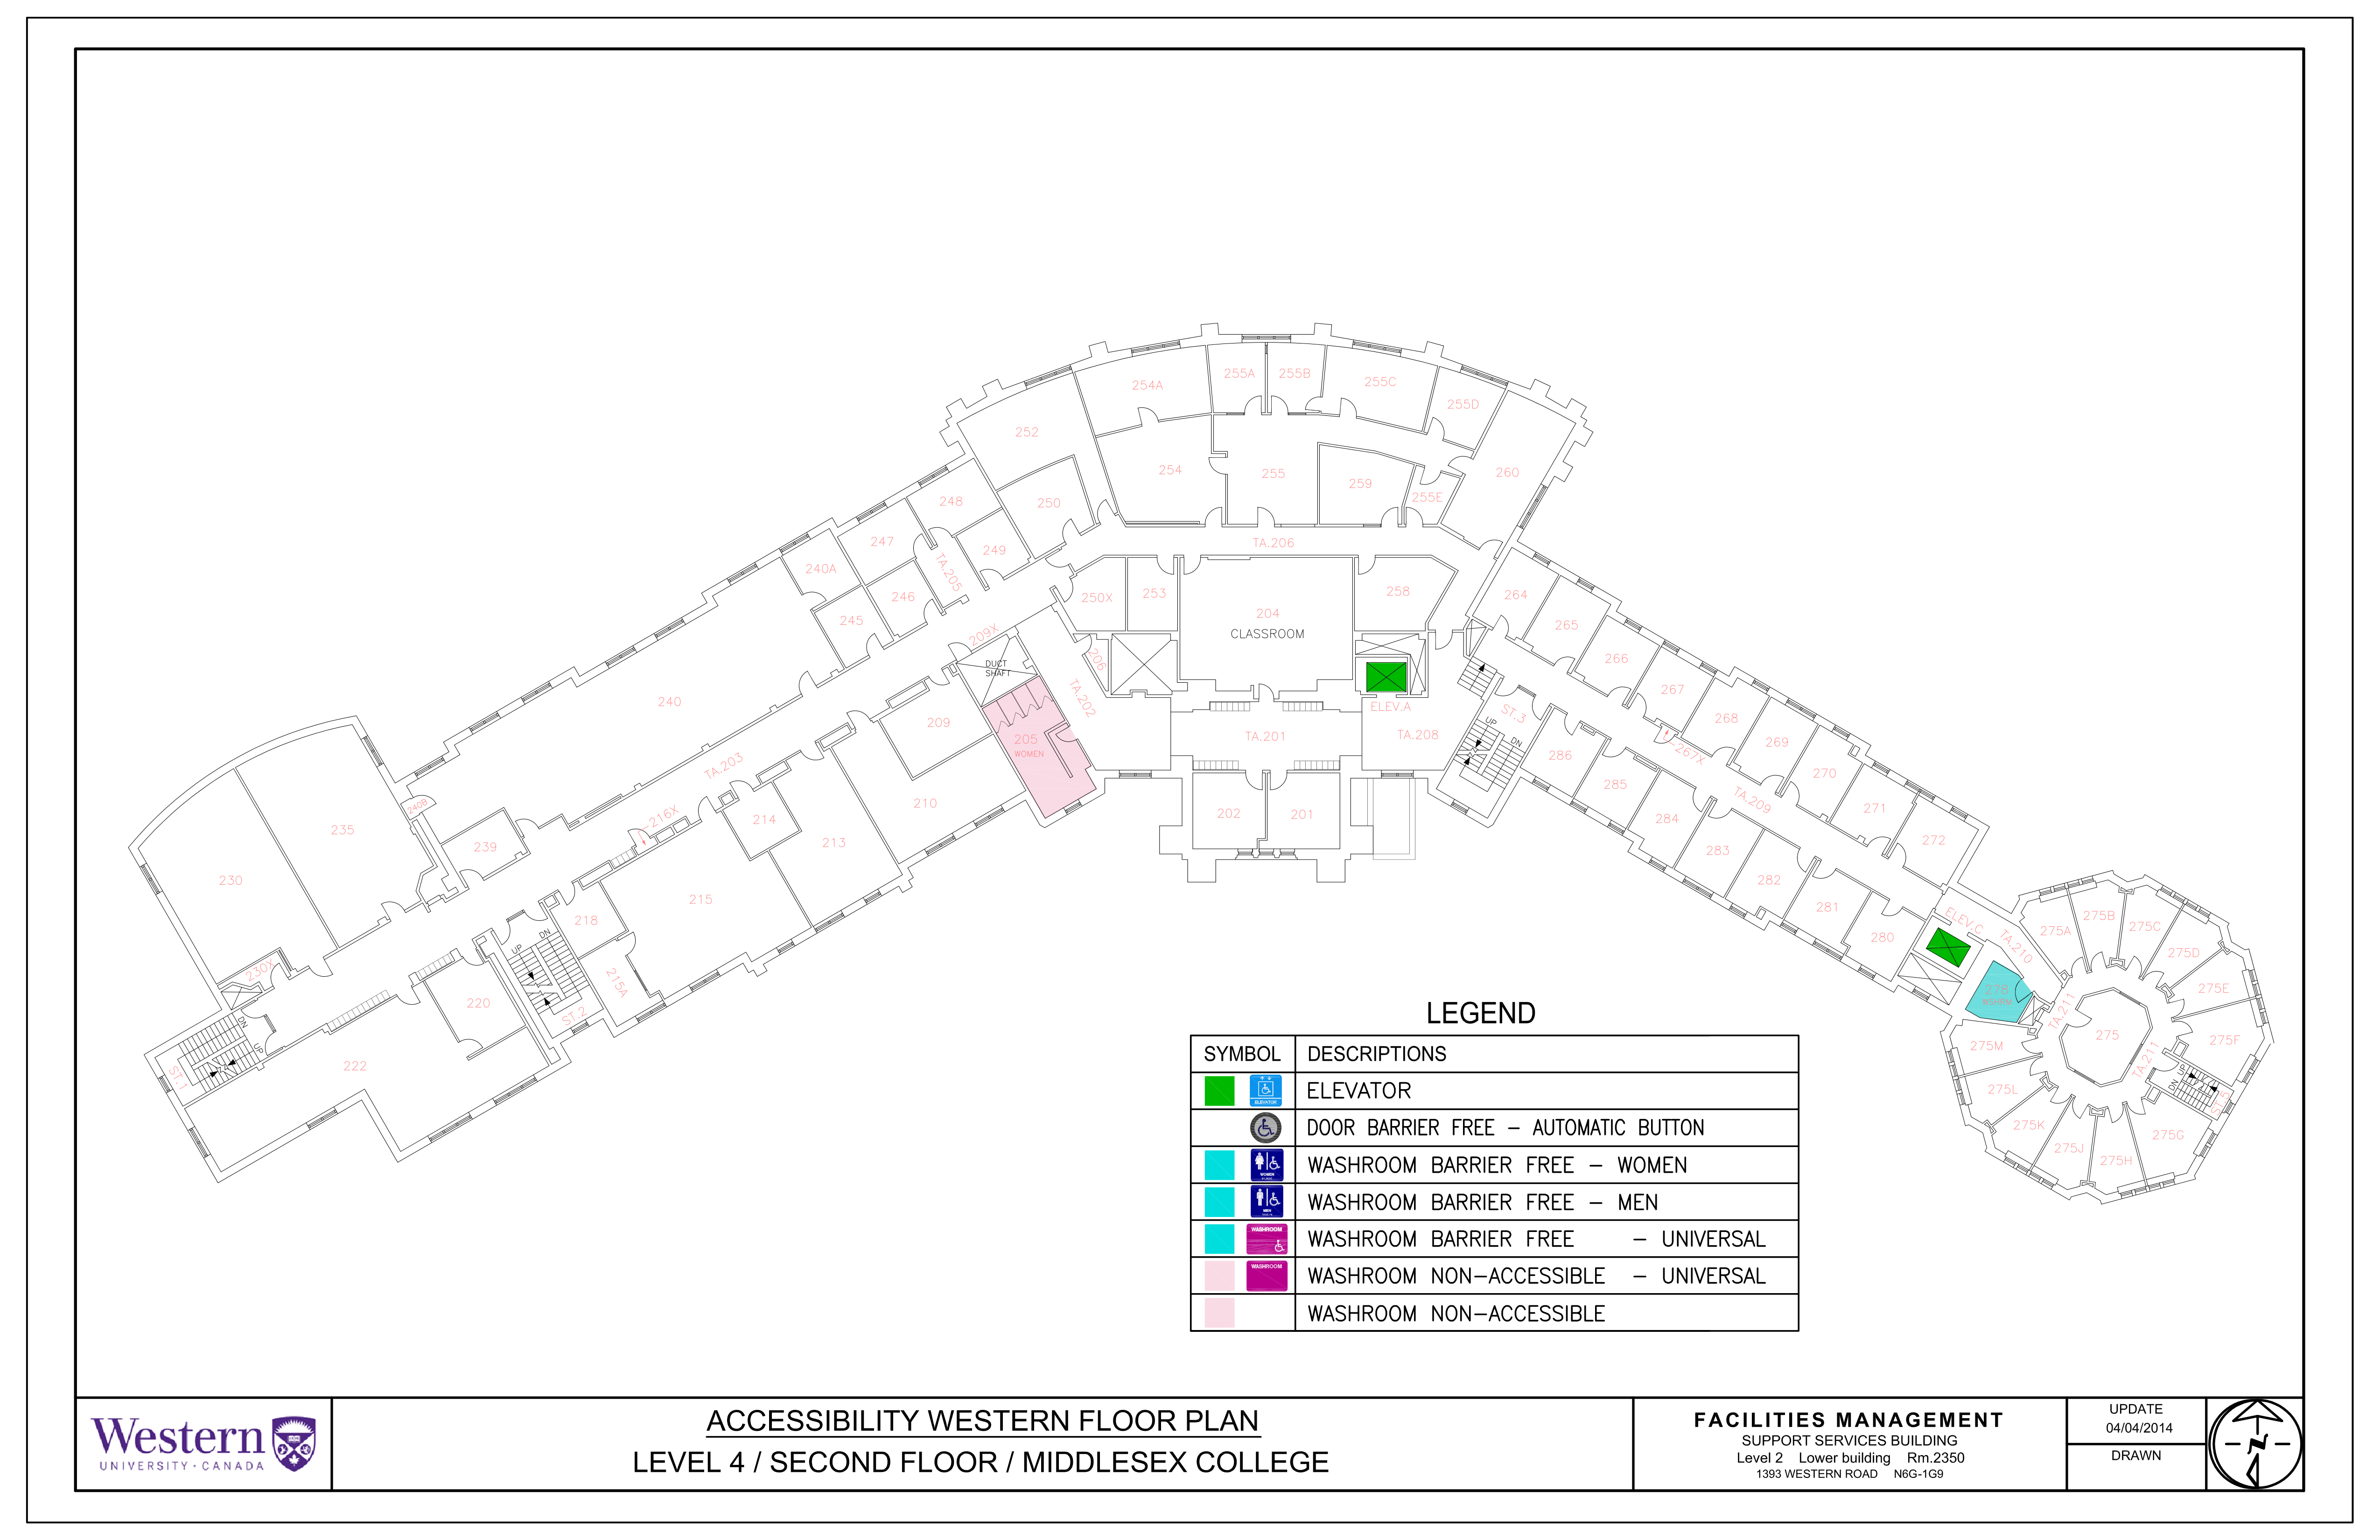 254A
255A
255B
255C
255D
252
254
255
259
255E
260
248
250
247
249
TA.206
240A
TA.205
246
245
250X
253
204
CLASSROOM
258
264
265
266
267
268
269
270
271
272
209X
206
DUCT
SHAFT
TA.202
240
209
205
WOMEN
TA.201
ELEV.A
TA.208
ST.3
UP
DN
267X
286
285
284
TA.209
283
282
281
280
TA.203
216X
214
210
213
202
201
240B
235
239
230
218
215
215A
230X
220
UP
DN
ST.2
DN
UP
ST.1
222
ELEV.C
TA.210
278
WSHRM
TA.211
275A
275B
275C
275D
275E
275F
275
TA.211
UP
DN
ST.5
275G
275H
275J
275K
275L
275M
LEGEND
SYMBOL DESCRIPTIONS
ELEVATOR ELEVATOR
DOOR BARRIER FREE - AUTOMATIC BUTTON
WOMEN WASHROOM BARRIER FREE - WOMEN
MEN WASHROOM BARRIER FREE - MEN
WASHROOM WASHROOM BARRIER FREE - UNIVERSAL
WASHROOM WASHROOM NON-ACCESSIBLE - UNIVERSAL
WASHROOM NON-ACCESSIBLE
Western
UNIVERSITY · CANADA
ACCESSIBILITY WESTERN FLOOR PLAN
LEVEL 4 / SECOND FLOOR / MIDDLESEX COLLEGE
FACILITIES MANAGEMENT
SUPPORT SERVICES BUILDING
Level 2 Lower building Rm.2350
1393 WESTERN ROAD N6G-1G9
UPDATE
04/04/2014
DRAWN
N